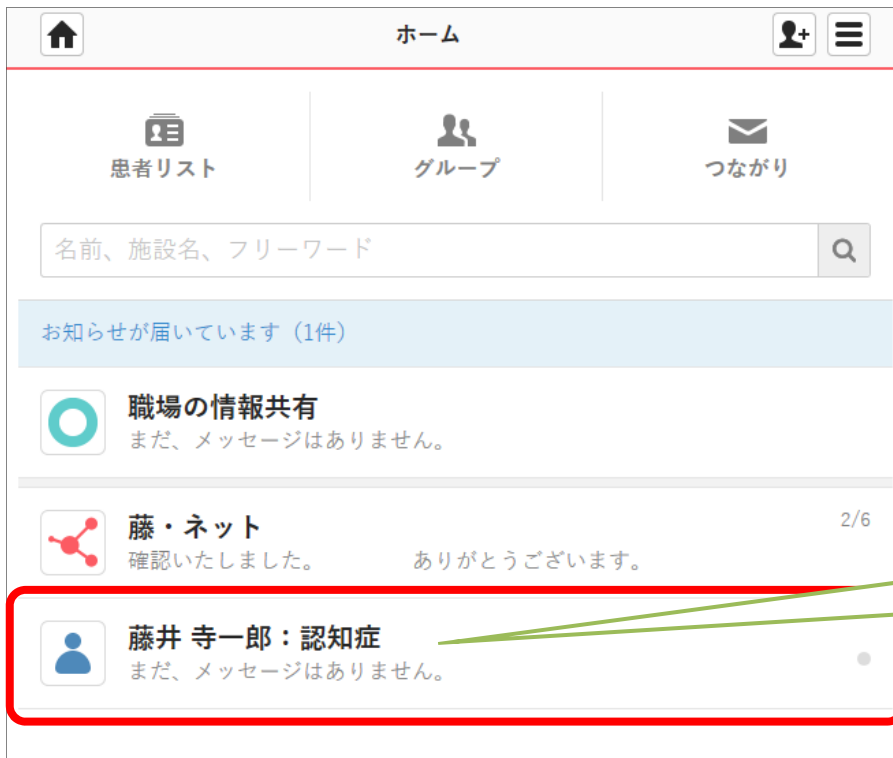 ホーム
患者リスト
グループ
つながり
名前、施設名、フリーワード
お知らせが届いています（1件）
職場の情報共有
まだ、メッセージはありません。
藤・ネット
2/6
確認いたしました。 ありがとうございます。
藤井 寺一郎：認知症
まだ、メッセージはありません。